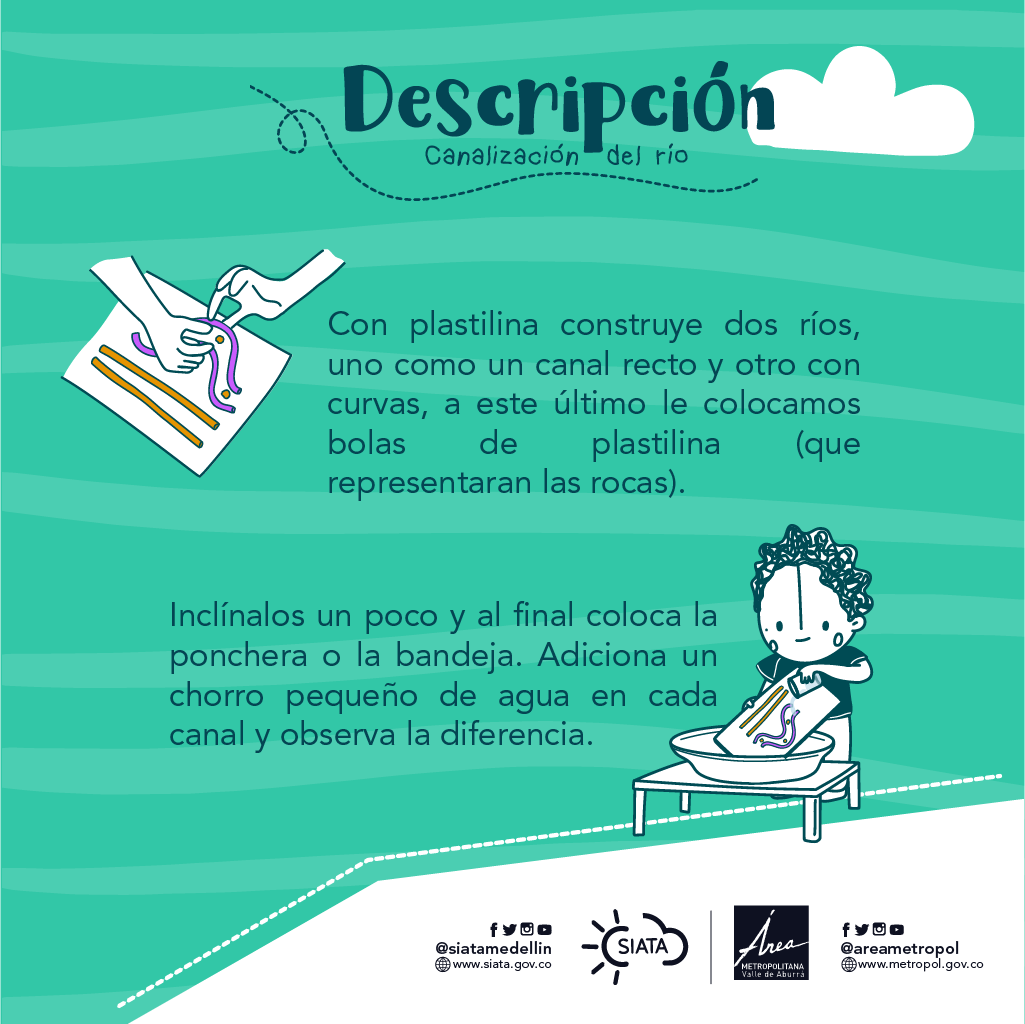 Descripción
Canalización del río
Con plastilina construye dos ríos,
uno como un canal recto y otro con
curvas, a este último le colocamos
bolas de plastilina (que
representaran las rocas).
Inclínalos un poco y al final coloca la
ponchera o la bandeja. Adiciona un
chorro pequeño de agua en cada
canal y observa la diferencia.
@siatamedellin
www.siata.gov.co
SIATA
Área
METROPOLITANA
Valle de Aburrá
@areametropol
www.metropol.gov.co